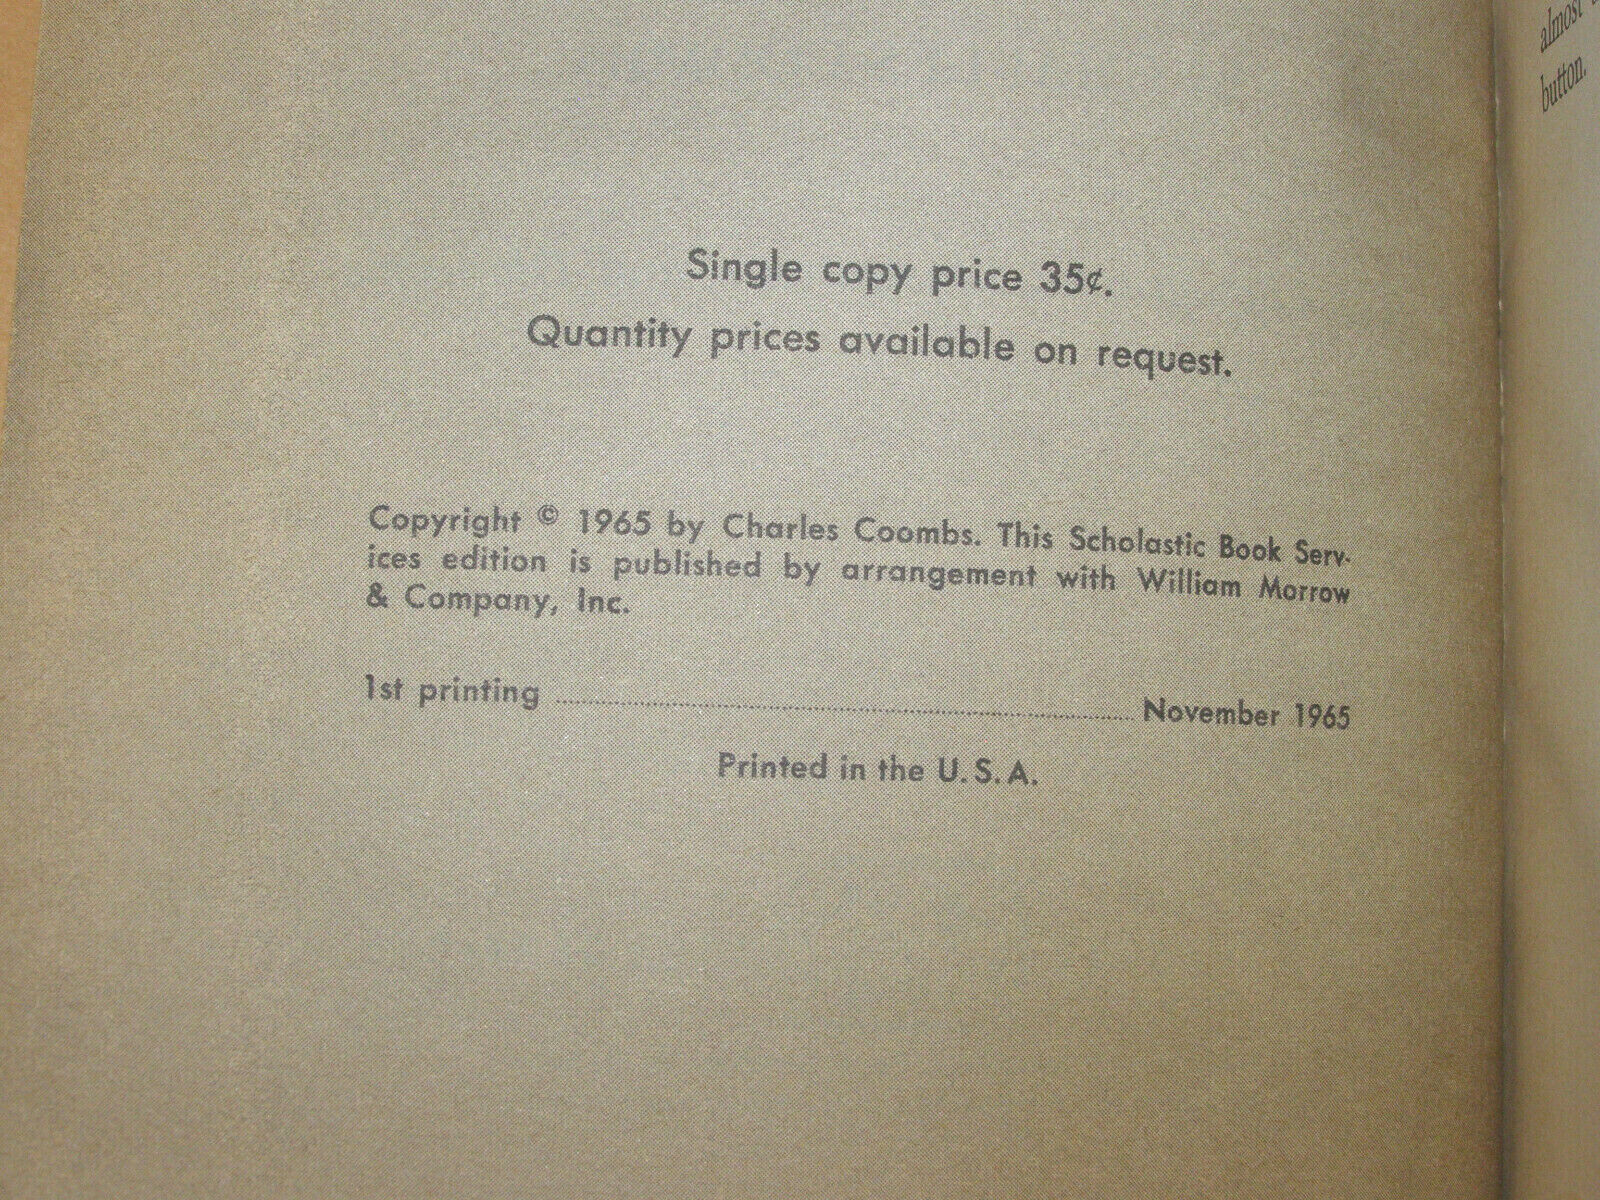 Single copy price 35¢.
Quantity prices available on request.
Copyright © 1965 by Charles Coombs. This Scholastic Book Serv-
ices edition is published by arrangement with William Morrow
& Company, Inc.
1st printing ........................................ November 1965
Printed in the U.S.A.
almost
button.